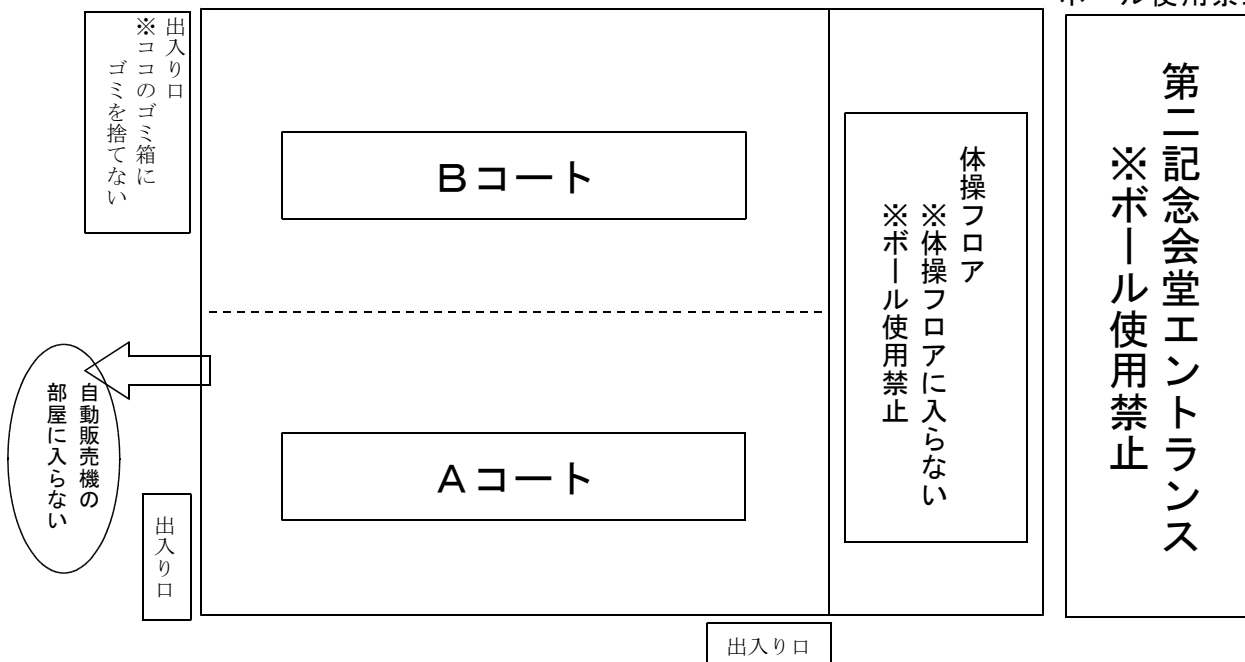 出入り口
※ココのゴミ箱に
ゴミを捨てない
Bコート
体操フロア
※体操フロアに入らない
※ボール使用禁止
第二記念会堂エントランス
※ボール使用禁止
自動販売機の
部屋に入らない
Aコート
出入り口
出入り口